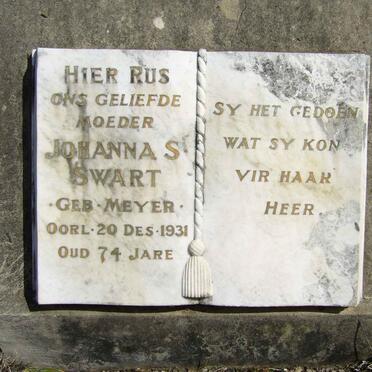 HIER RUS
ONS GELIEFDE
MOEDER
JOHANNA S
SWART
GEB · MEYER ·
OORL · 20 DES · 1931
OUD 74 JARE
SY HET GEDOEN
WAT SY KON
VIR HAAR
HEER .